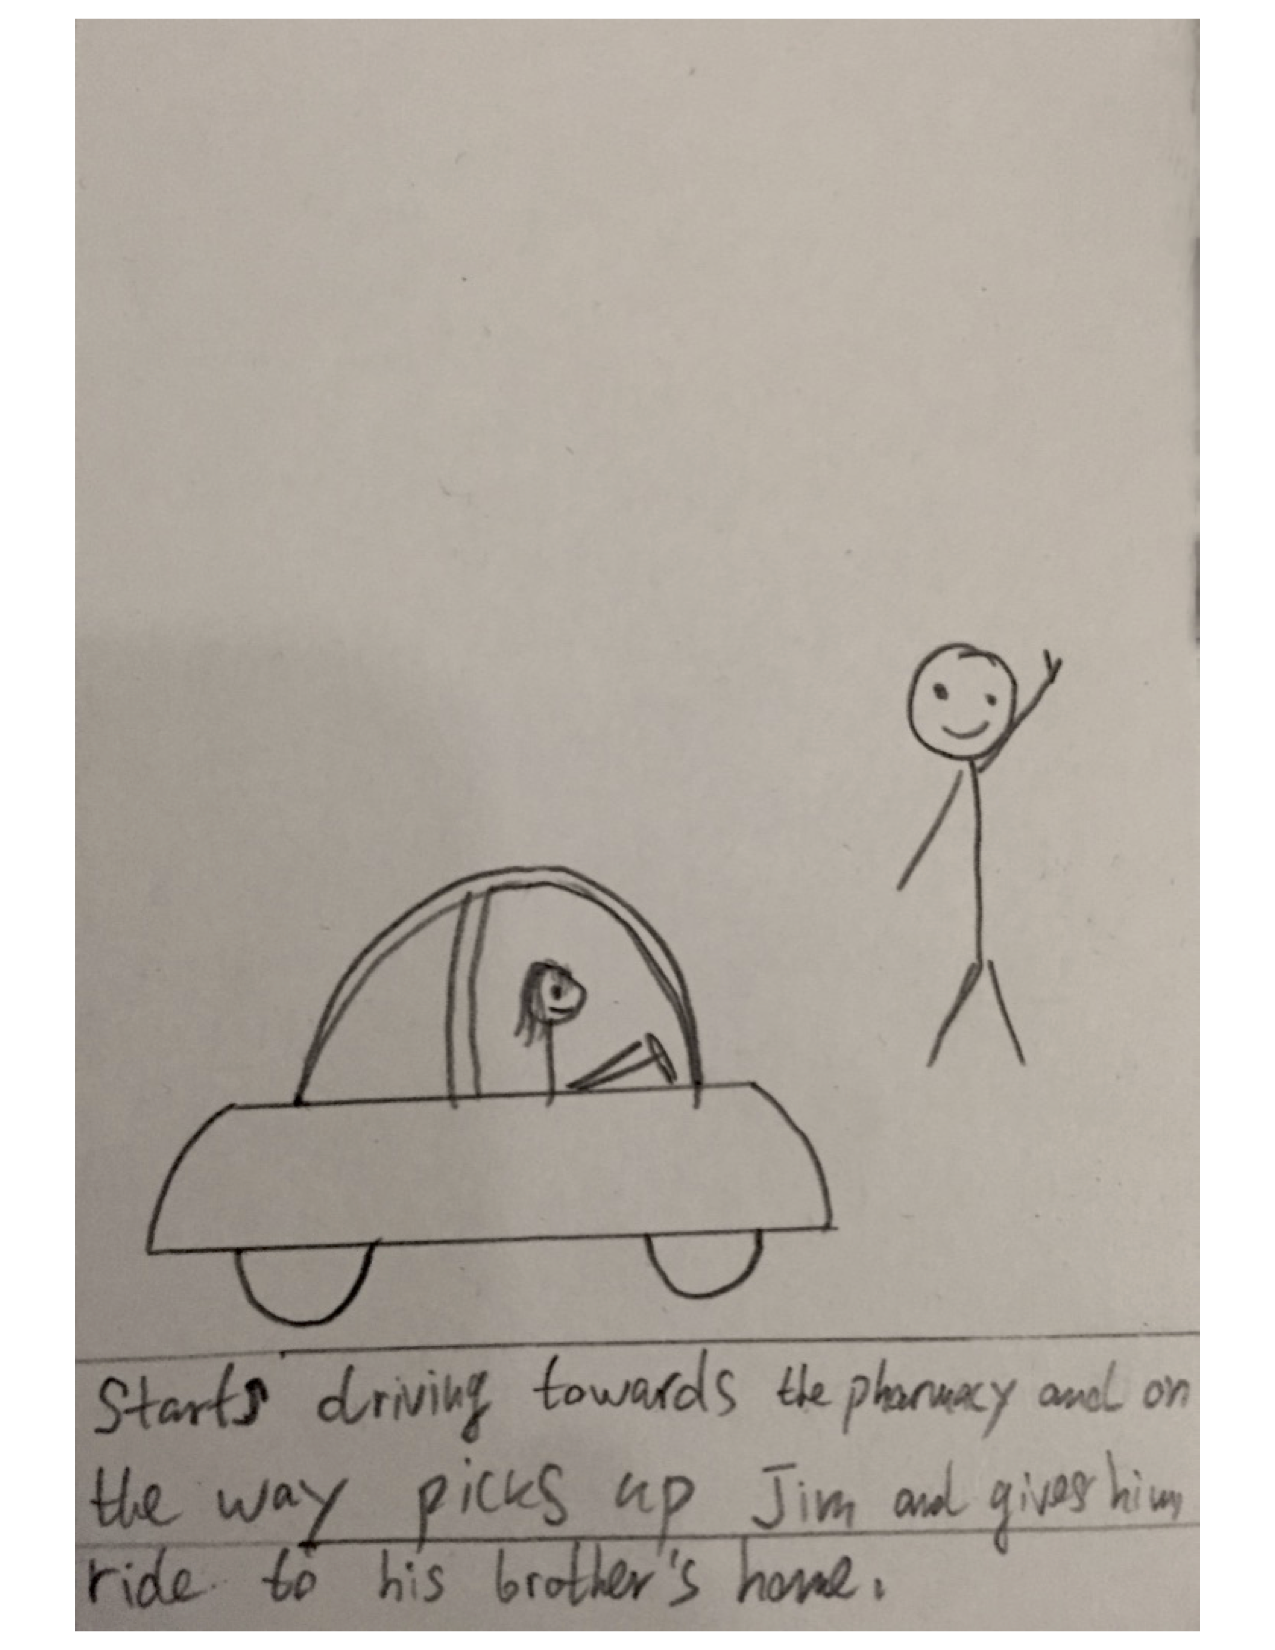 Starts driving towards the pharmacy and on
the way picks up Jim and gives him
ride to his brother's home.